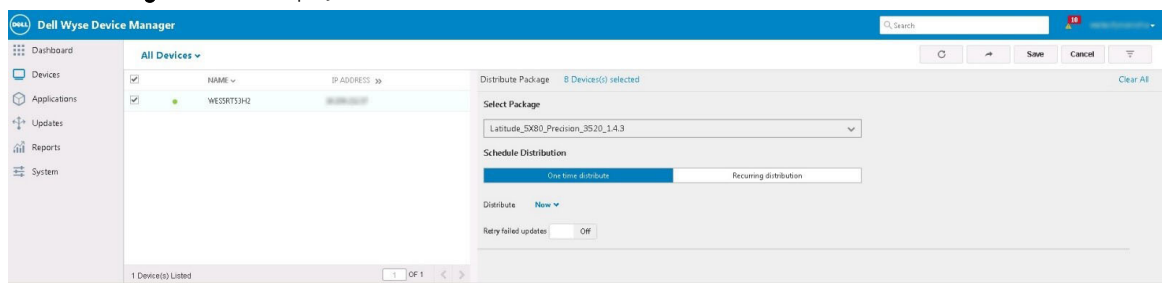 DELL Dell Wyse Device Manager Search 10
Dashboard
Devices
Applications
Updates
Reports
System
All Devices Save Cancel
NAME IP ADDRESS
WES5RT53H2
1 Device(s) Listed 1 OF 1
Distribute Package 8 Devices(s) selected Clear All
Select Package
Latitude_5X80_Precision_3520_1.4.3
Schedule Distribution
One time distribute Recurring distribution
Distribute Now
Retry failed updates Off